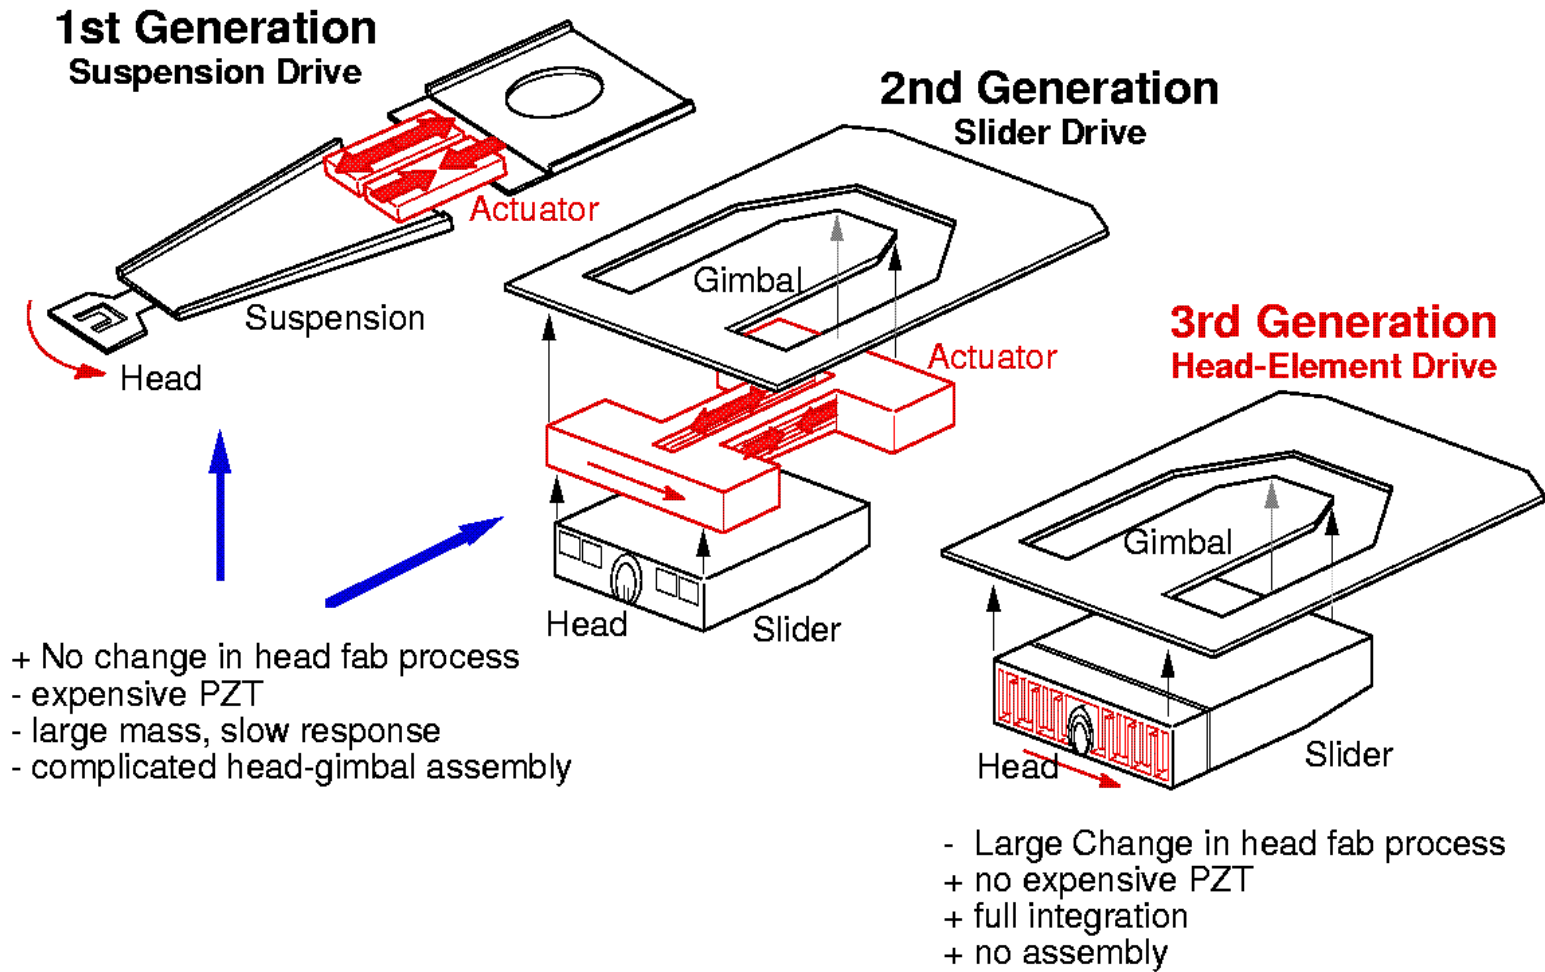 1st Generation
Suspension Drive
Actuator
Suspension
Head
2nd Generation
Slider Drive
Gimbal
Actuator
Head
Slider
3rd Generation
Head-Element Drive
Gimbal
Head
Slider
+ No change in head fab process
- expensive PZT
- large mass, slow response
- complicated head-gimbal assembly
- Large Change in head fab process
+ no expensive PZT
+ full integration
+ no assembly